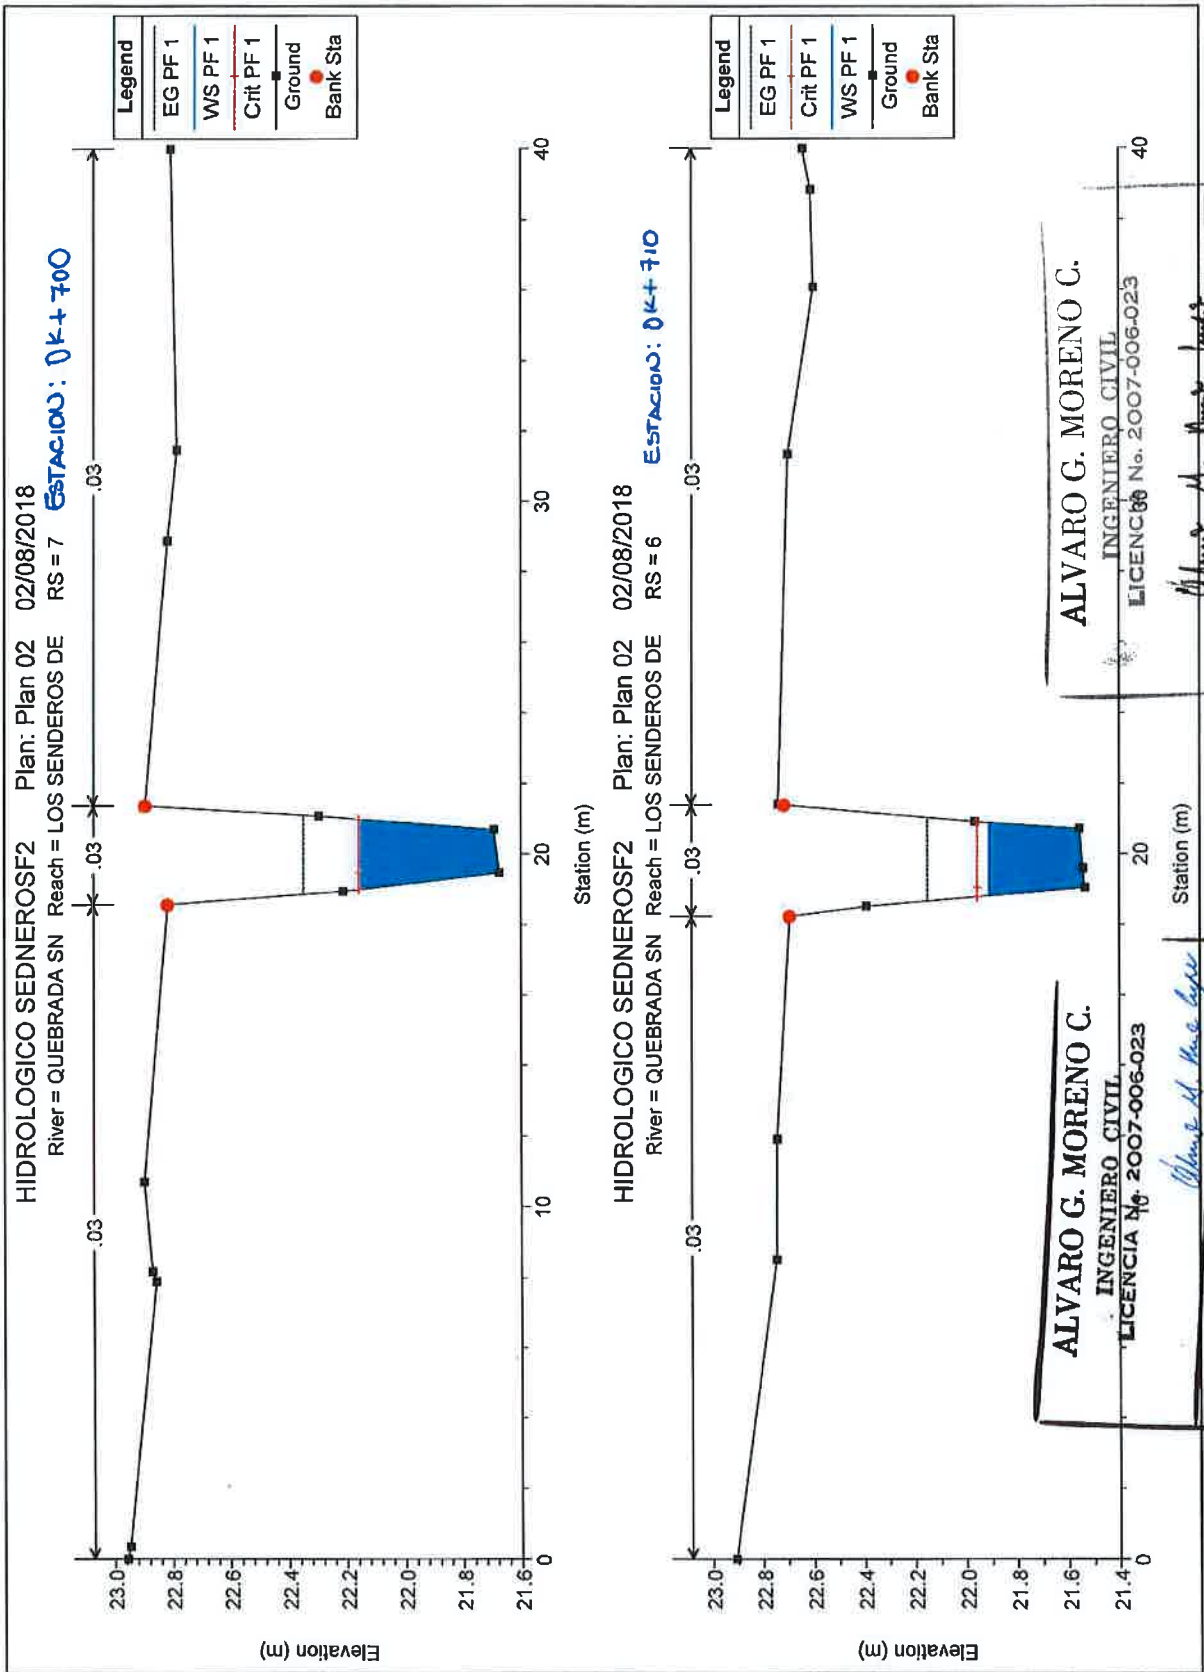 HIDROLOGICO SEDNEROSF2 Plan: Plan 02 02/08/2018
River = QUEBRADA SN Reach = LOS SENDEROS DE RS = 7 ESTACION: 0K+700
.03
.03
.03
Legend
EG PF 1
WS PF 1
Crit PF 1
Ground
Bank Sta
Elevation (m)
23.0
22.8
22.6
22.4
22.2
22.0
21.8
21.6
0
10
20
30
40
Station (m)
HIDROLOGICO SEDNEROSF2 Plan: Plan 02 02/08/2018
River = QUEBRADA SN Reach = LOS SENDEROS DE RS = 6 ESTACION: 0K+710
.03
.03
.03
Legend
EG PF 1
Crit PF 1
WS PF 1
Ground
Bank Sta
Elevation (m)
23.0
22.8
22.6
22.4
22.2
22.0
21.8
21.6
21.4
0
10
20
30
40
Station (m)
ALVARO G. MORENO C.
INGENIERO CIVIL
LICENCIA No. 2007-006-023
ALVARO G. MORENO C.
INGENIERO CIVIL
LICENCIA No. 2007-006-023